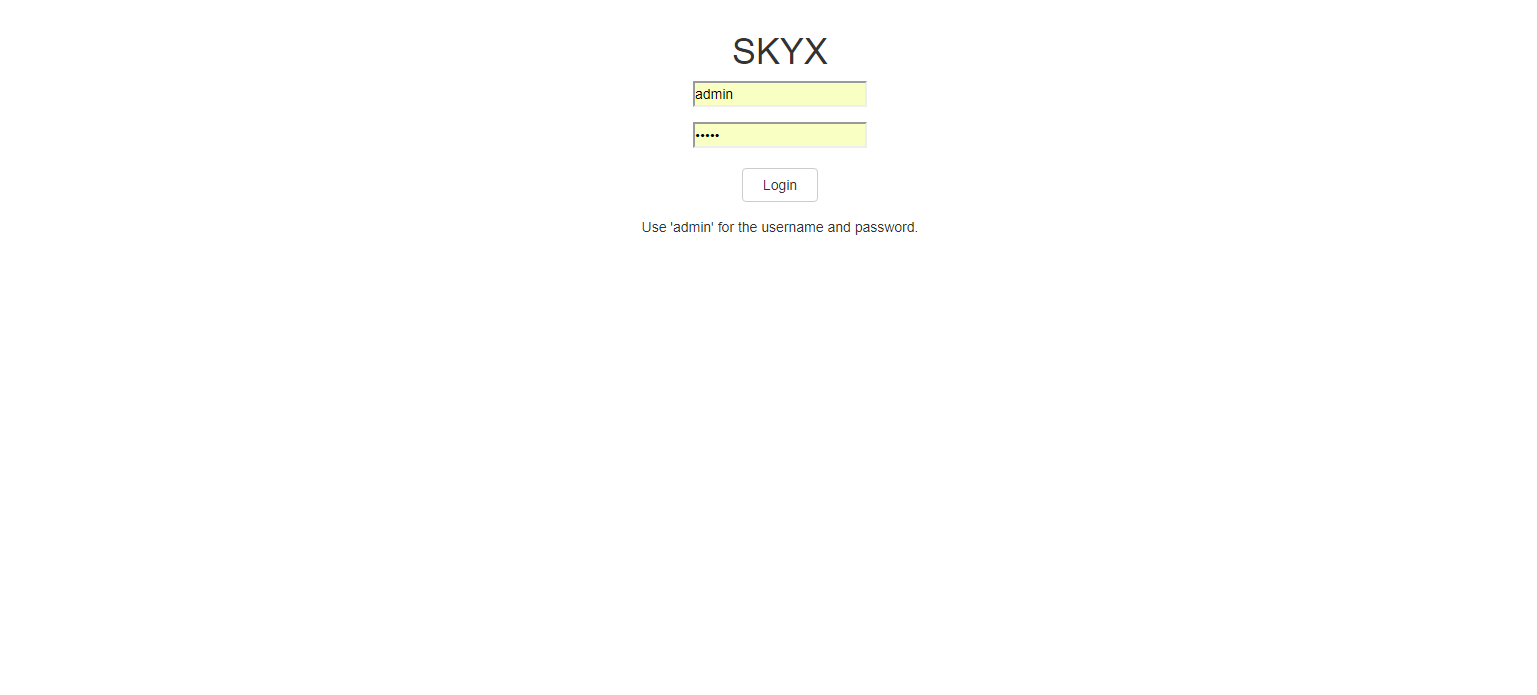 SKYX
admin
•••••
Login
Use 'admin' for the username and password.